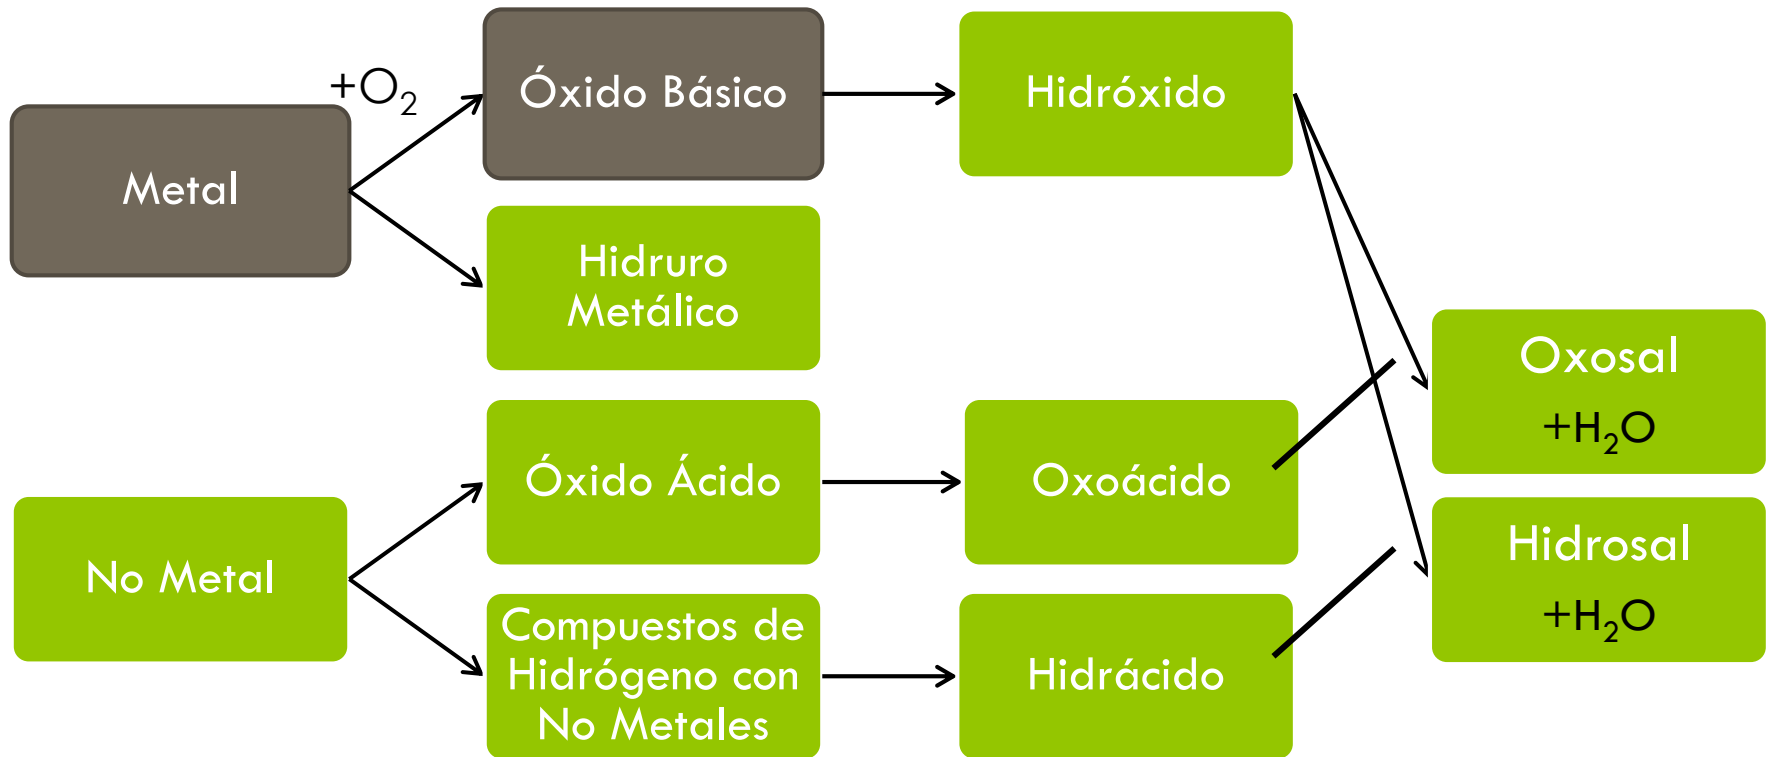 +O₂
Óxido Básico
Hidróxido
Metal
Hidruro
Metálico
Oxosal
+H₂O
Óxido Ácido
Oxoácido
No Metal
Hidrosal
+H₂O
Compuestos de
Hidrógeno con
No Metales
Hidrácido